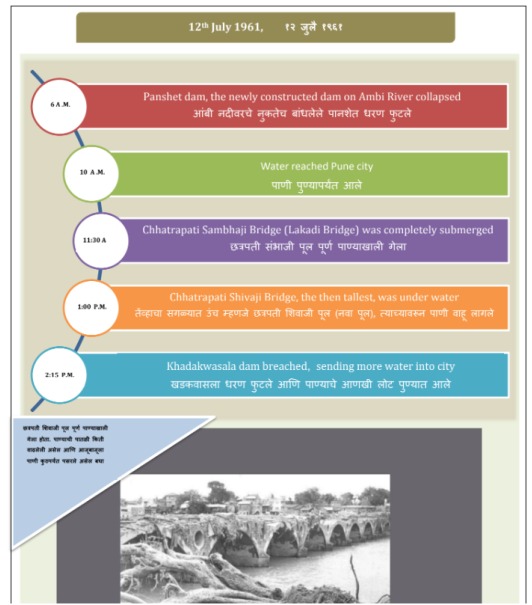 12th July 1961, १२ जुलै १९६१
6 A.M.
Panshet dam, the newly constructed dam on Ambi River collapsed
आंबी नदीवरचे नुकतेच बांधलेले पानशेत धरण फुटले
10 A.M.
Water reached Pune city
पाणी पुण्यापर्यंत आले
11:30 A
Chhatrapati Sambhaji Bridge (Lakadi Bridge) was completely submerged
छत्रपती संभाजी पूल पूर्ण पाण्याखाली गेला
1:00 P.M.
Chhatrapati Shivaji Bridge, the then tallest, was under water
तेव्हाचा सगळ्यात उंच म्हणजे छत्रपती शिवाजी पूल (नवा पूल), त्याच्यावरून पाणी वाहू लागले
2:15 P.M.
Khadakwasala dam breached, sending more water into city
खडकवासला धरण फुटले आणि पाण्याचे आणखी लोट पुण्यात आले
छत्रपती शिवाजी पूल पूर्ण पाण्याखाली
गेला होता. पाण्याची पातळी किती
वाढलेली असेल आणि आजूबाजूला
पाणी कुठपर्यंत पसरले असेल बघा